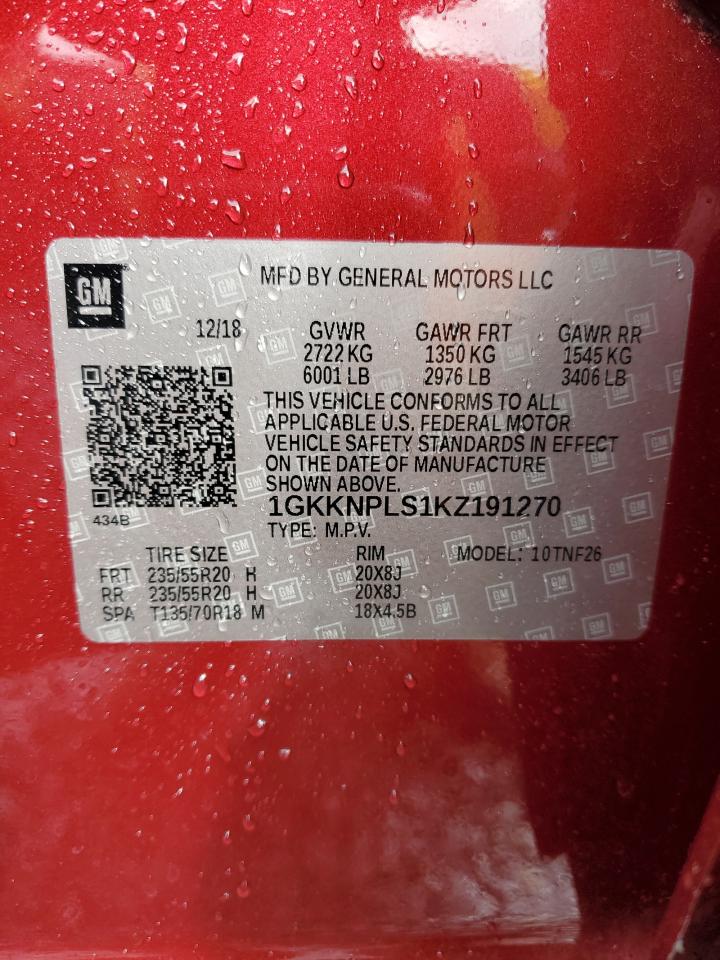 GM
MFD BY GENERAL MOTORS LLC
12/18 GVWR GAWR FRT GAWR RR
2722 KG 1350 KG 1545 KG
6001 LB 2976 LB 3406 LB
THIS VEHICLE CONFORMS TO ALL
APPLICABLE U.S. FEDERAL MOTOR
VEHICLE SAFETY STANDARDS IN EFFECT
ON THE DATE OF MANUFACTURE
SHOWN ABOVE.
1GKKNPLS1KZ191270
434B
TYPE: M.P.V.
TIRE SIZE RIM MODEL: 10TNF26
FRT 235/55R20 H 20X8J
RR 235/55R20 H 20X8J
SPA T135/70R18 M 18X4.5B